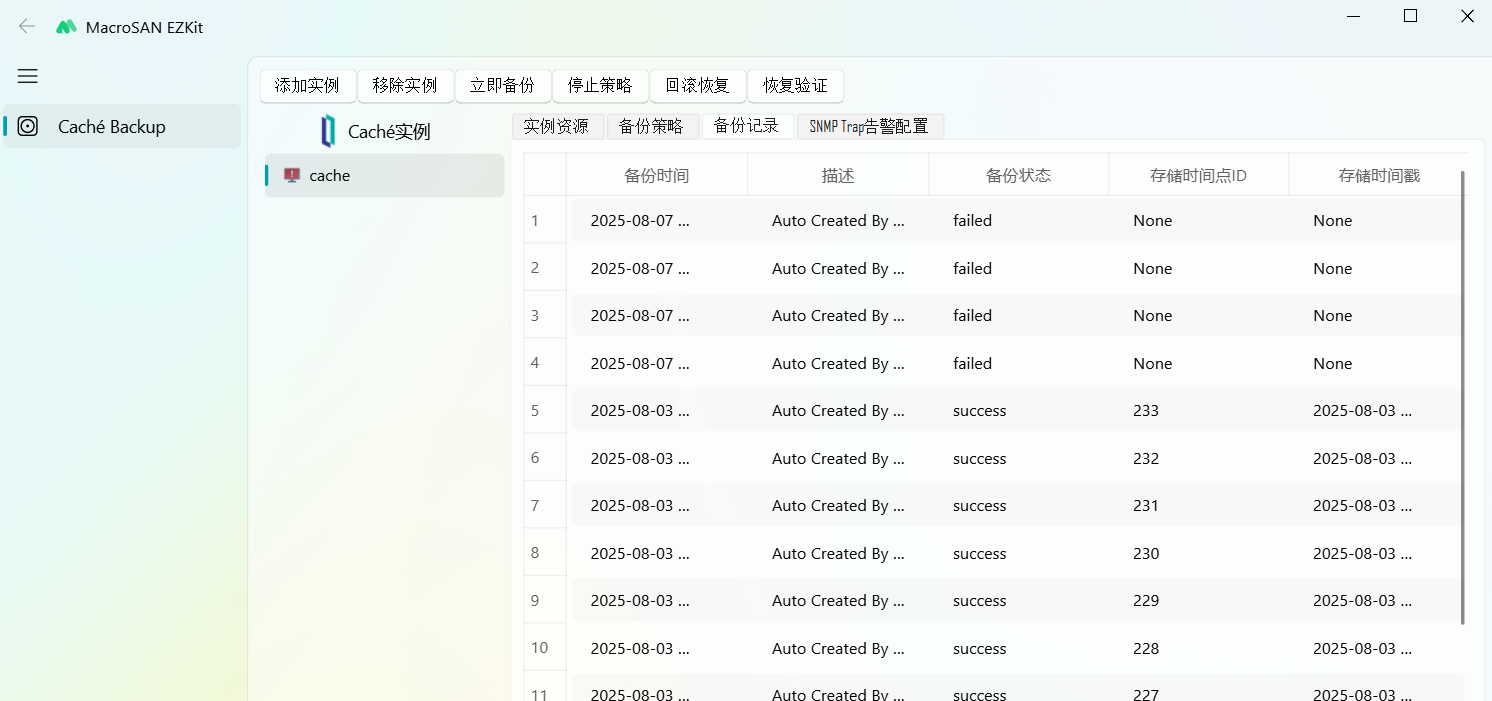 MacroSAN EZKit
Caché Backup
添加实例 移除实例 立即备份 停止策略 回滚恢复 恢复验证
Caché实例
cache
实例资源 备份策略 备份记录 SNMP Trap告警配置
备份时间 描述 备份状态 存储时间点ID 存储时间戳
1 2025-08-07 ... Auto Created By ... failed None None
2 2025-08-07 ... Auto Created By ... failed None None
3 2025-08-07 ... Auto Created By ... failed None None
4 2025-08-07 ... Auto Created By ... failed None None
5 2025-08-03 ... Auto Created By ... success 233 2025-08-03 ...
6 2025-08-03 ... Auto Created By ... success 232 2025-08-03 ...
7 2025-08-03 ... Auto Created By ... success 231 2025-08-03 ...
8 2025-08-03 ... Auto Created By ... success 230 2025-08-03 ...
9 2025-08-03 ... Auto Created By ... success 229 2025-08-03 ...
10 2025-08-03 ... Auto Created By ... success 228 2025-08-03 ...
11 2025-08-03 ... Auto Created By ... success 227 2025-08-03 ...